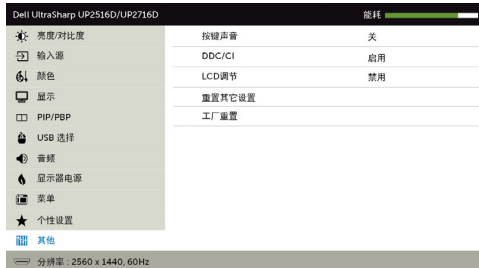 Dell UltraSharp UP2516D/UP2716D 能耗
亮度/对比度 按键声音 关
输入源 DDC/CI 启用
颜色 LCD调节 禁用
显示 重置其它设置
PIP/PBP 工厂重置
USB 选择
音频
显示器电源
菜单
个性设置
其他
分辨率 : 2560 x 1440, 60Hz